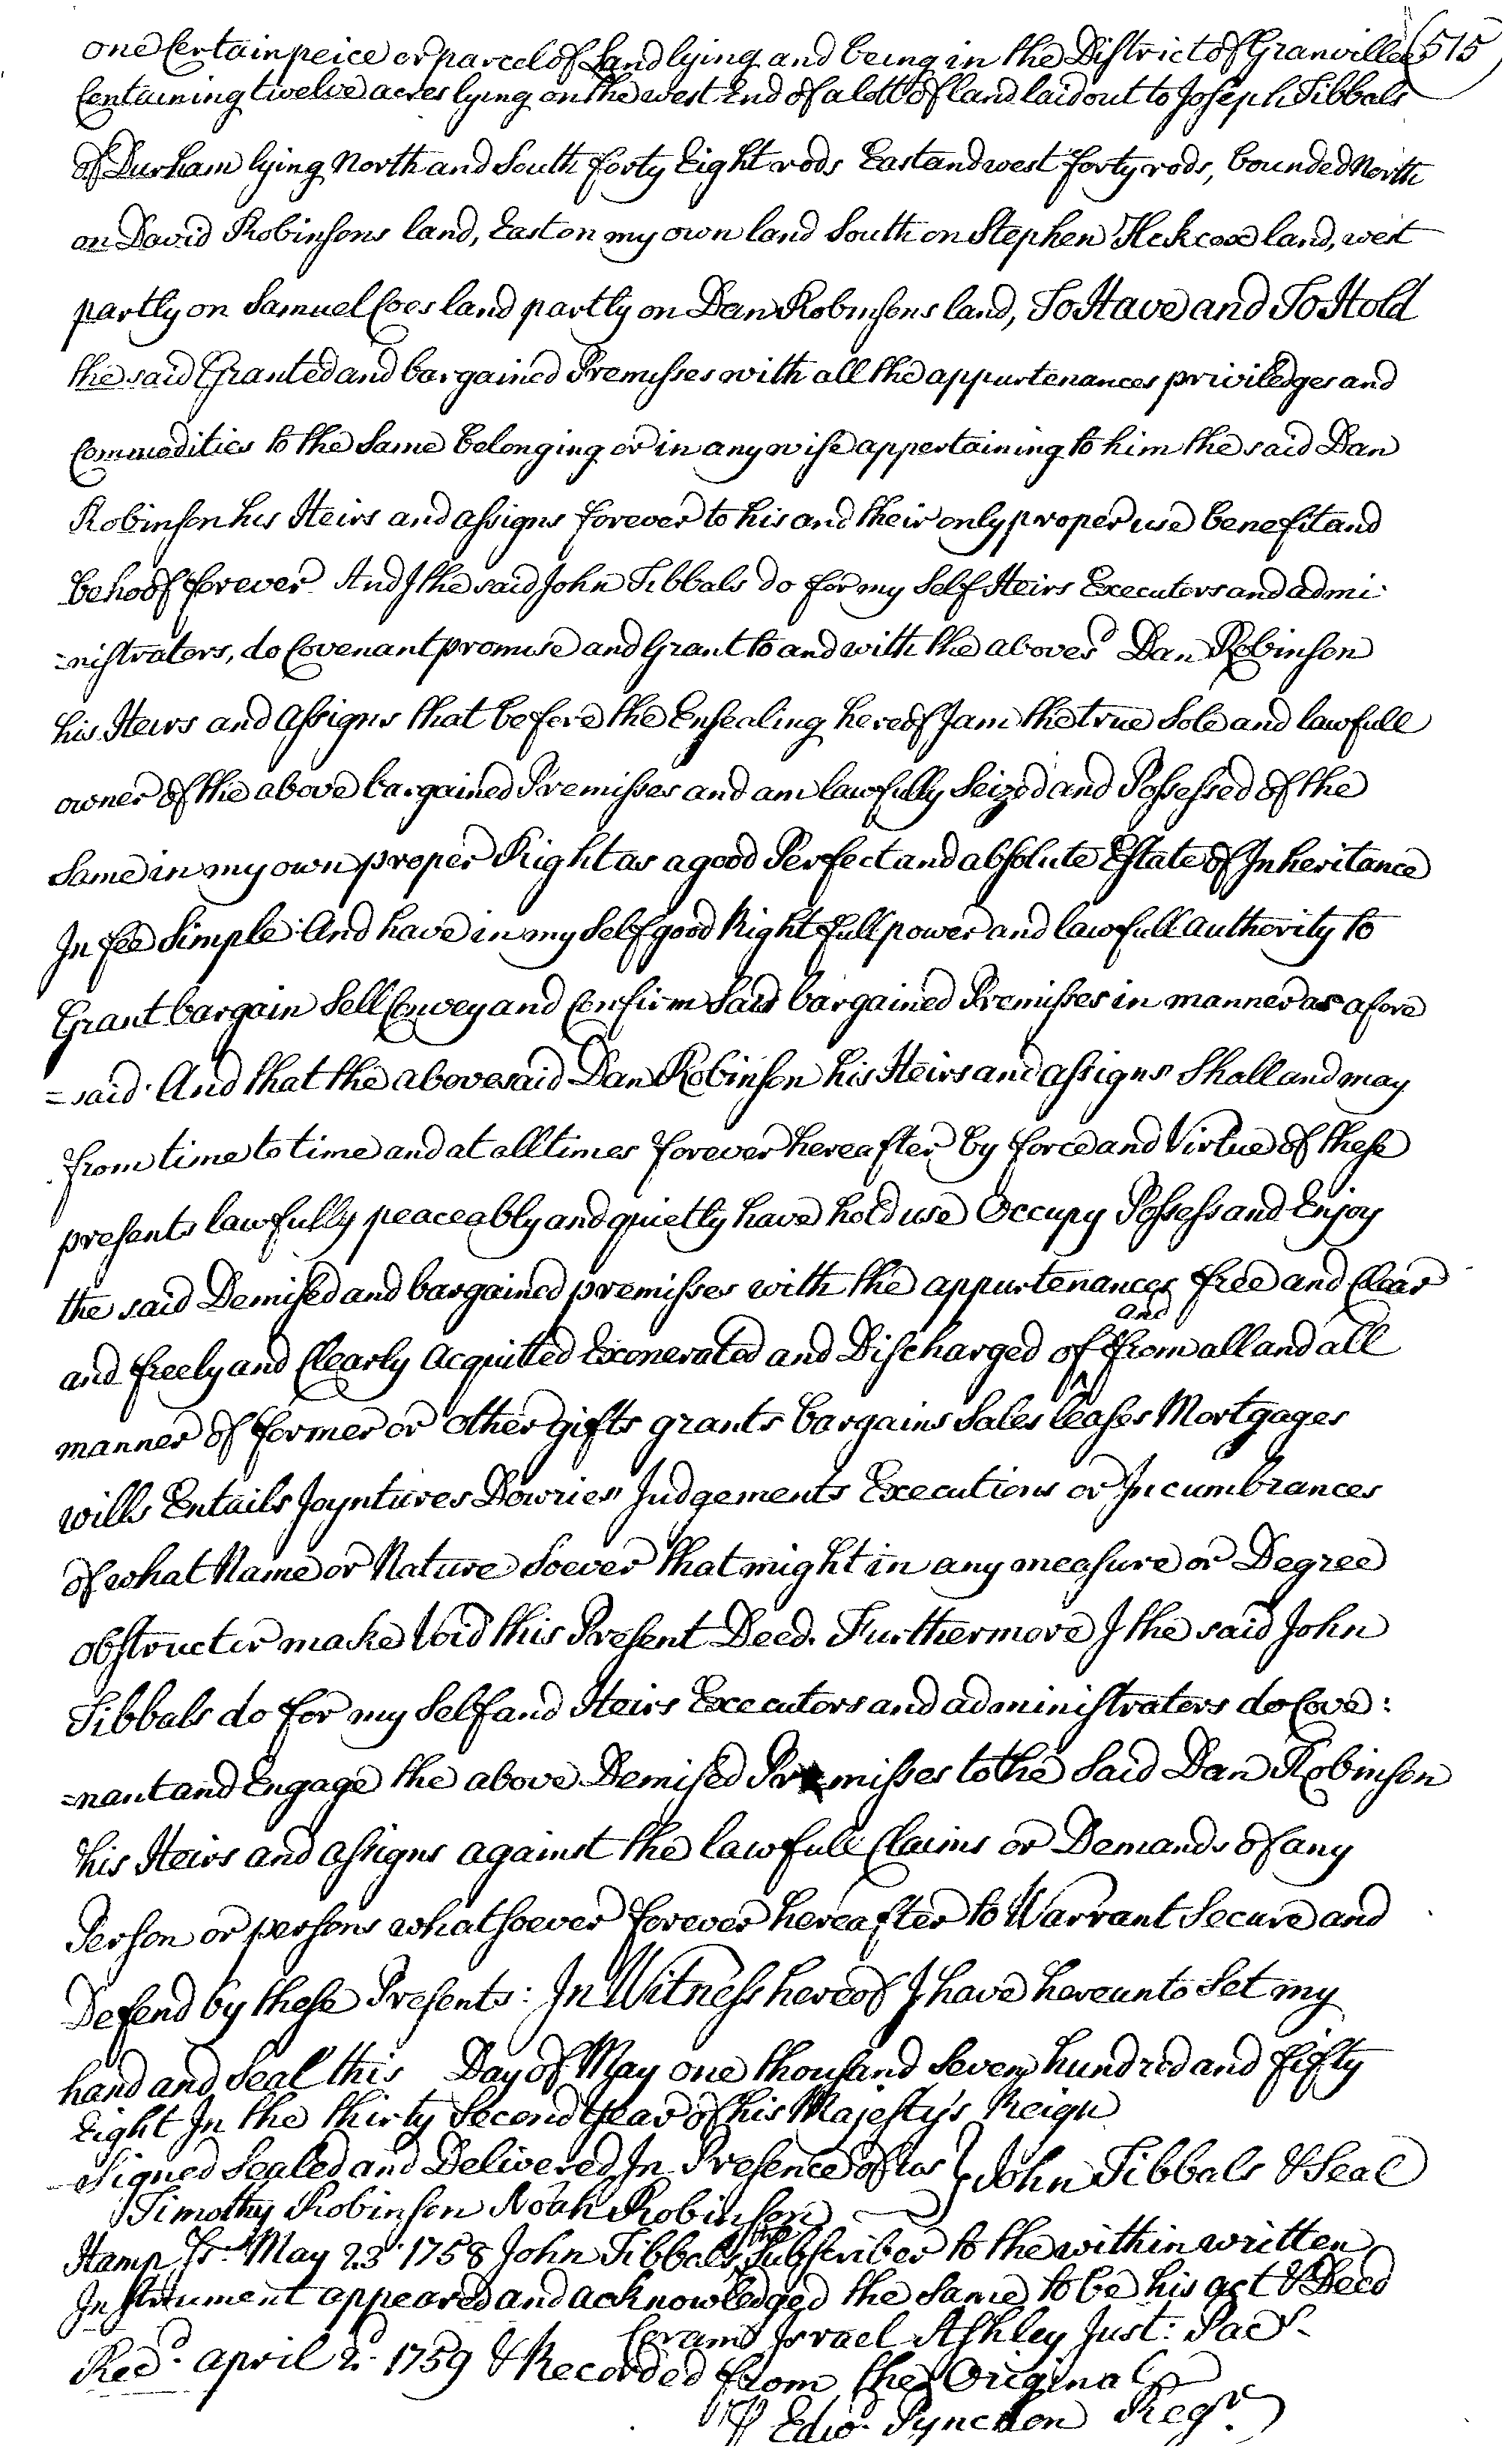 one Certain peice or parcel of Land lying and being in the District of Granville 515
Containing twelve acres lying on the west End of a lott of land laid out to Joseph Tibbals
of Durham lying North and South forty Eight rods East and west forty rods, bounded North
on David Robinsons land, East on my own land South on Stephen Hickcox land, west
partly on Samuel Coes land partly on Dan Robinsons land, To Have and To Hold
the said Granted and bargained Premisses with all the appurtenances priviledges and
Commodities to the Same belonging or in any wise appertaining to him the said Dan
Robinson his Heirs and assigns forever to his and their only proper use benefit and
behoof forever And I the said John Tibbals do for my Self Heirs Executors and admi
=nistrators, do Covenant promise and Grant to and with the aboves.d Dan Robinson
his Heirs and Assigns that before the Ensealing hereof I am the true Sole and lawfull
owner of the above bargained Premisses and am lawfully Seized and Possessed of the
Same in my own proper Right as a good Perfect and absolute Estate of Inheritance
In fee Simple And have in my Self good Right full power and lawfull authority to
Grant bargain Sell Convey and Confirm Said bargained Premisses in manner as afore
=said. And that the abovesaid Dan Robinson his Heirs and assigns Shall and may
from time to time and at all times forever hereafter by force and Virtue of these
presents lawfully peaceably and quietly have hold use Occupy Possess and Enjoy
the said Demised and bargained premisses with the appurtenances free and Clear
and freely and Clearly Acquitted Exonerated and Discharged of and from all and all
manner of former or other gifts grants bargains Sales leases Mortgages
wills Entails Joyntures Dowries Judgements Executions or Incumbrances
of what Name or Nature Soever that might in any measure or Degree
obstruct or make Void this Present Deed. Furthermore I the said John
Tibbals do for my Self and Heirs Executors and administrators do Cove:
=nant and Engage the above Demised Premisses to the Said Dan Robinson
his Heirs and assigns against the lawfull Claims or Demands of any
Person or persons whatsoever forever hereafter to Warrant Secure and
Defend by these Presents: In Witness hereof I have hereunto Set my
hand and Seal this Day of May one thousand Seven hundred and fifty
Eight In the thirty Second Year of his Majesty's Reign
Signed Sealed and Delivered In Presence of us } John Tibbals & Seal
Timothy Robinson Noah Robinson
Hamp Ss. May 23. 1758 John Tibbals the Subscriber to the within written
Instrument appeared and acknowledged the Same to be his act & Deed
Coram Israel Ashley Just: Pacs.
Recd. april 2. 1759 & Recorded from the Original
P Edwd. Pynchon Regr.